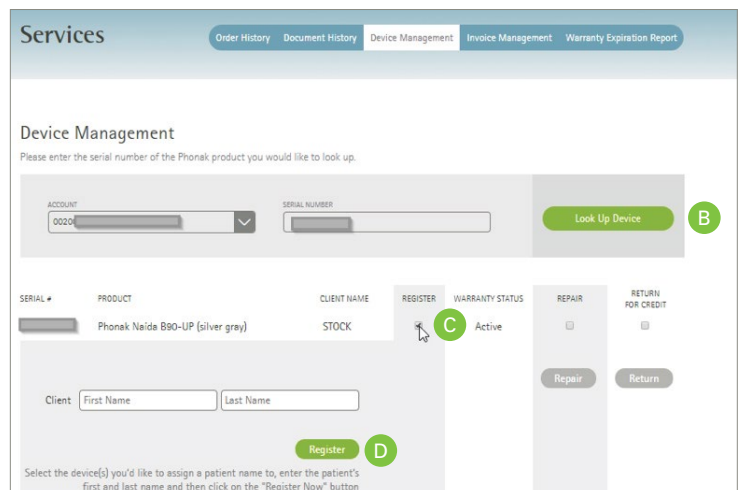 Services
Order History Document History Device Management Invoice Management Warranty Expiration Report
Device Management
Please enter the serial number of the Phonak product you would like to look up.
ACCOUNT SERIAL NUMBER
0020
Look Up Device B
SERIAL # PRODUCT CLIENT NAME REGISTER WARRANTY STATUS REPAIR RETURN FOR CREDIT
Phonak Naída B90-UP (silver gray) STOCK C Active
Repair Return
Client First Name Last Name
Register D
Select the device(s) you'd like to assign a patient name to, enter the patient's
first and last name and then click on the "Register Now" button